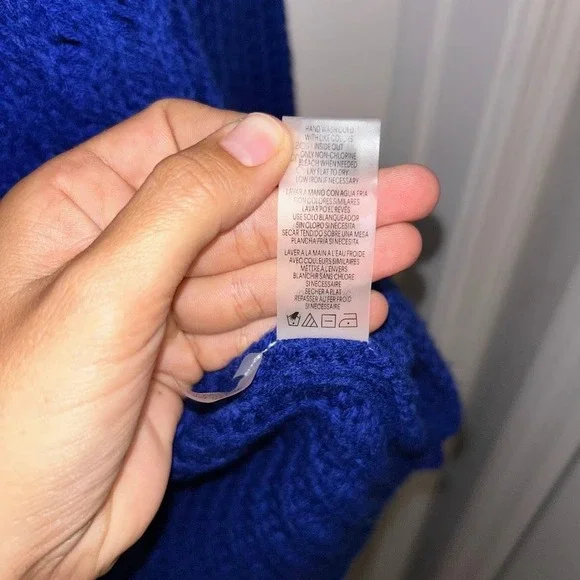 HAND WASH COLD
WITH LIKE COLORS
INSIDE OUT
ONLY NON-CHLORINE
BLEACH WHEN NEEDED
LAY FLAT TO DRY
LOW IRON IF NECESSARY
LAVAR A MANO CON AGUA FRIA
CON COLORES SIMILARES
LAVAR PO EL REVÉS
USE SOLO BLANQUEADOR
SIN CLORO SI NECESITA
SECAR TENDIDO SOBRE UNA MESA
PLANCHA FRIA SI NECESITA
LAVER A LA MAIN A L'EAU FROIDE
AVEC COULEURS SIMILAIRES
METTRE A L'ENVERS
BLANCHIR SANS CHLORE
SI NECESSAIRE
SECHER A PLAT
REPASSER AU FER FROID
SI NECESSAIRE